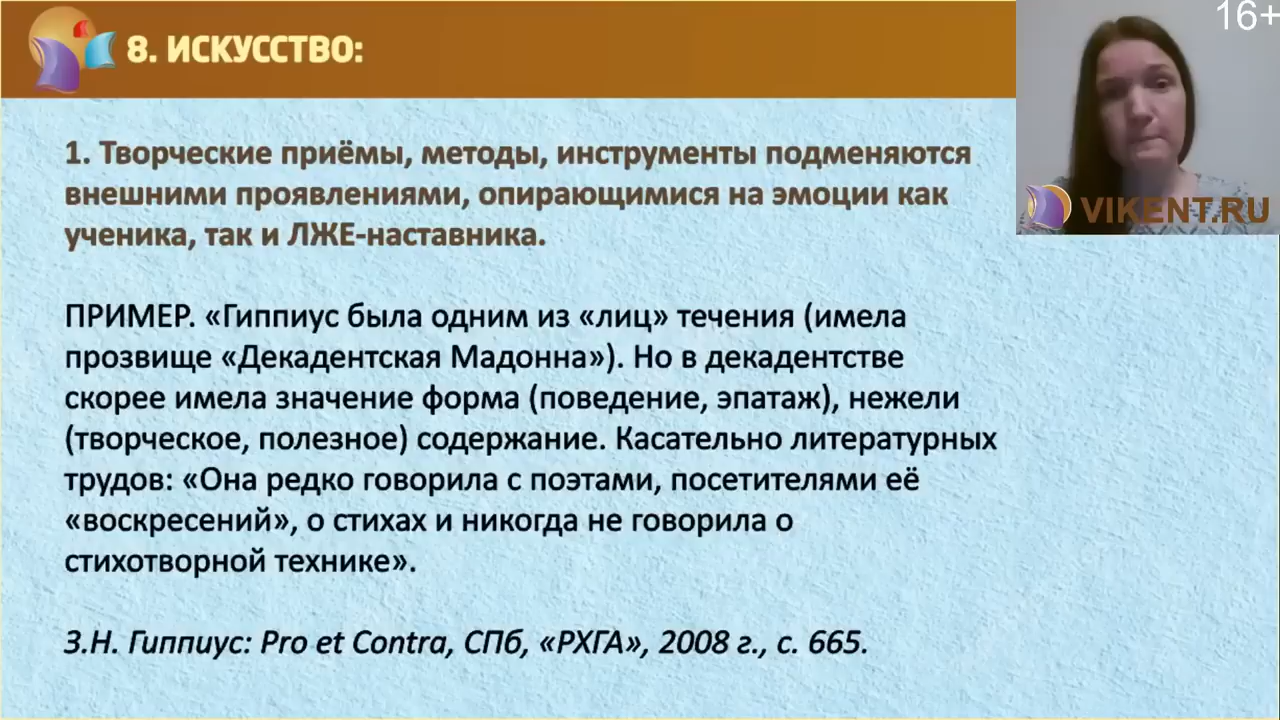 8. ИСКУССТВО:
16+
VIKENT.RU
1. Творческие приёмы, методы, инструменты подменяются
внешними проявлениями, опирающимися на эмоции как
ученика, так и ЛЖЕ-наставника.
ПРИМЕР. «Гиппиус была одним из «лиц» течения (имела
прозвище «Декадентская Мадонна»). Но в декадентстве
скорее имела значение форма (поведение, эпатаж), нежели
(творческое, полезное) содержание. Касательно литературных
трудов: «Она редко говорила с поэтами, посетителями её
«воскресений», о стихах и никогда не говорила о
стихотворной технике».
З.Н. Гиппиус: Pro et Contra, СПб, «РХГА», 2008 г., с. 665.